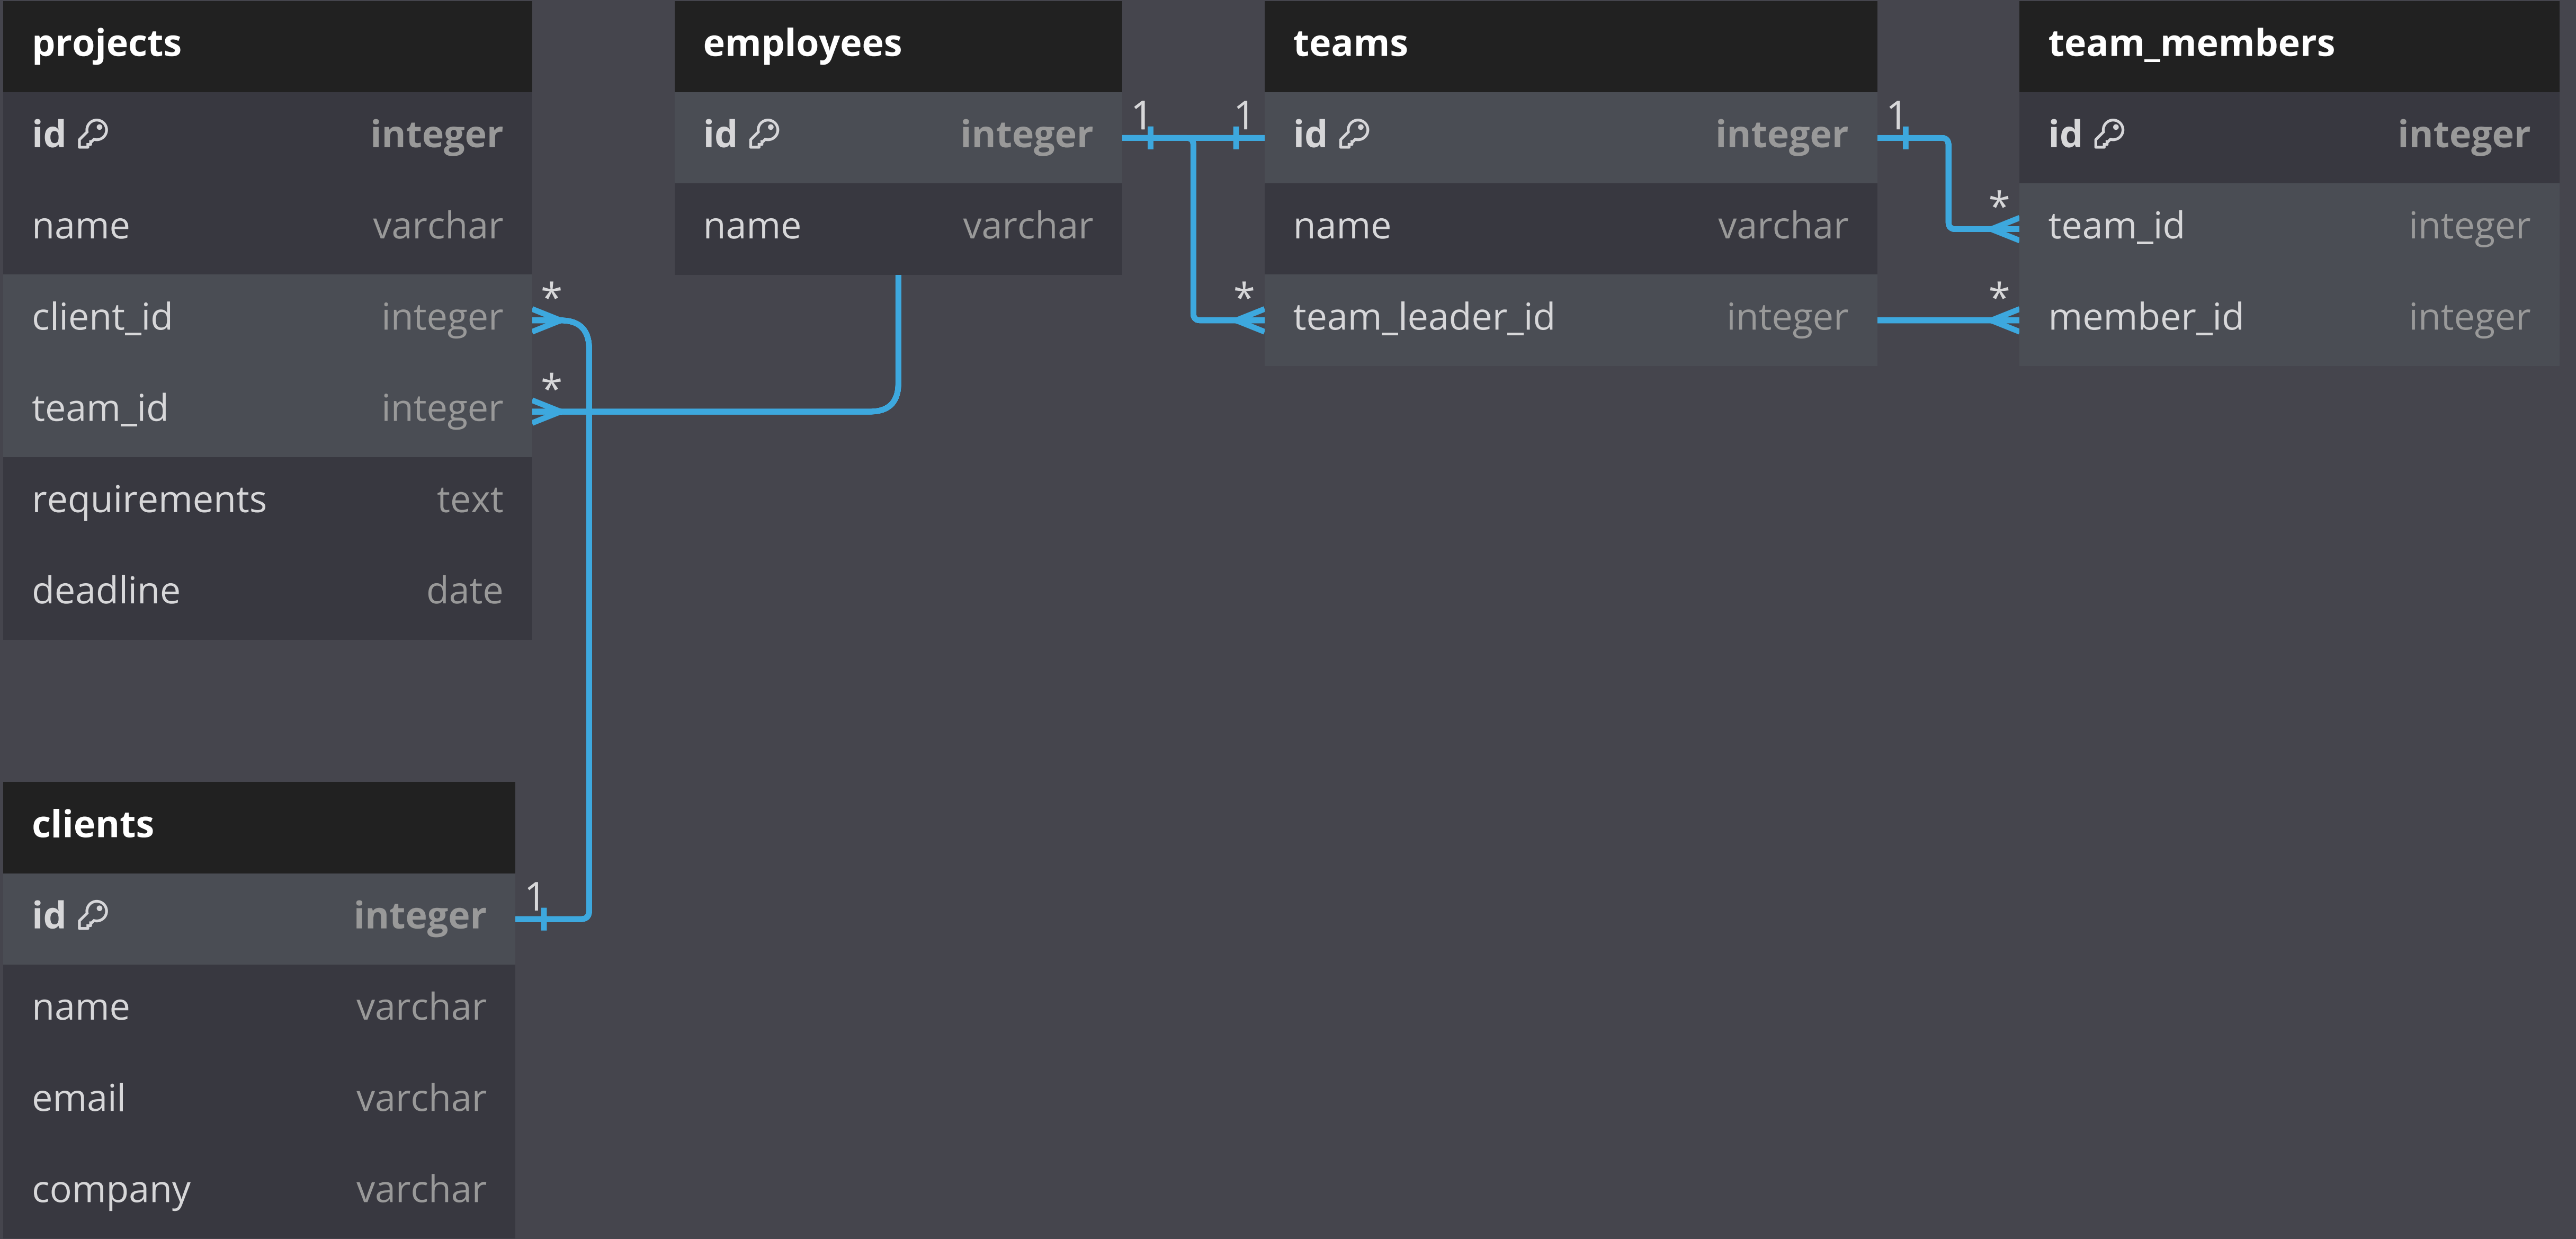 projects
id integer
name varchar
client_id integer
team_id integer
requirements text
deadline date
employees
id integer
name varchar
teams
id integer
name varchar
team_leader_id integer
team_members
id integer
team_id integer
member_id integer
clients
id integer
name varchar
email varchar
company varchar
*
*
1
1
1
*
*
*
1